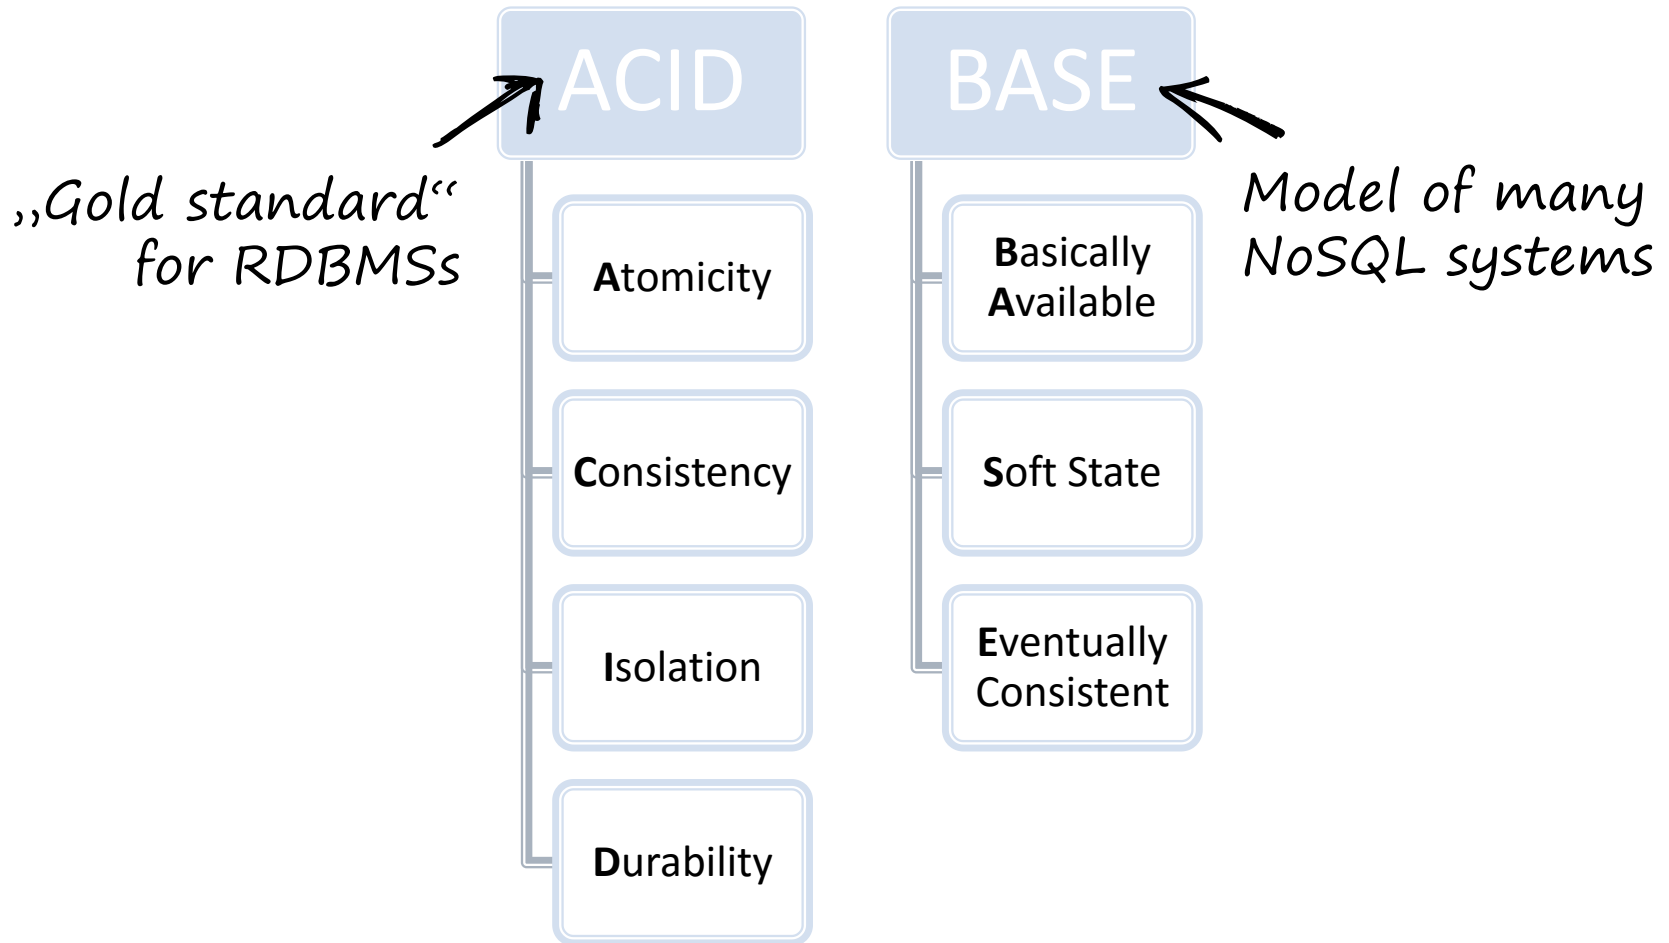 ACID
BASE
„Gold standard“
for RDBMSs
Model of many
NoSQL systems
Atomicity
Consistency
Isolation
Durability
Basically
Available
Soft State
Eventually
Consistent